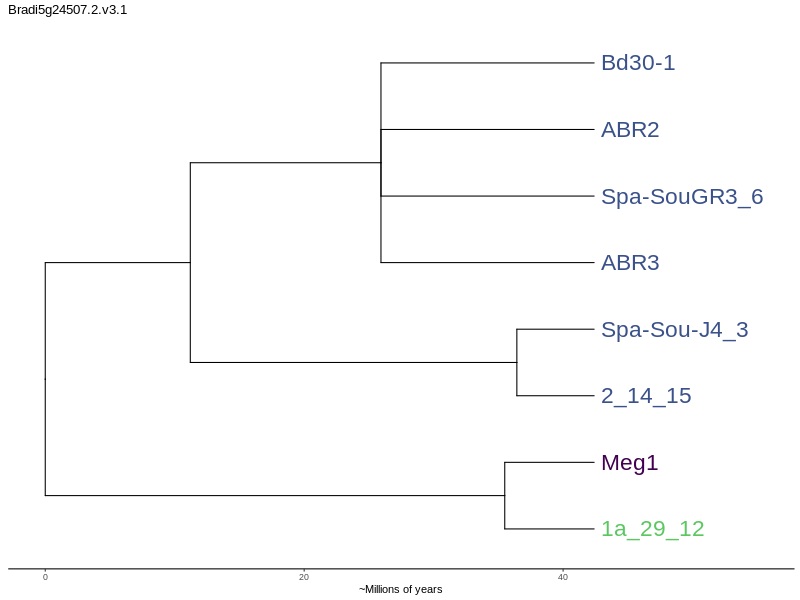 Bradi5g24507.2.v3.1
Bd30-1
ABR2
Spa-SouGR3_6
ABR3
Spa-Sou-J4_3
2_14_15
Meg1
1a_29_12
0 20 40
~Millions of years